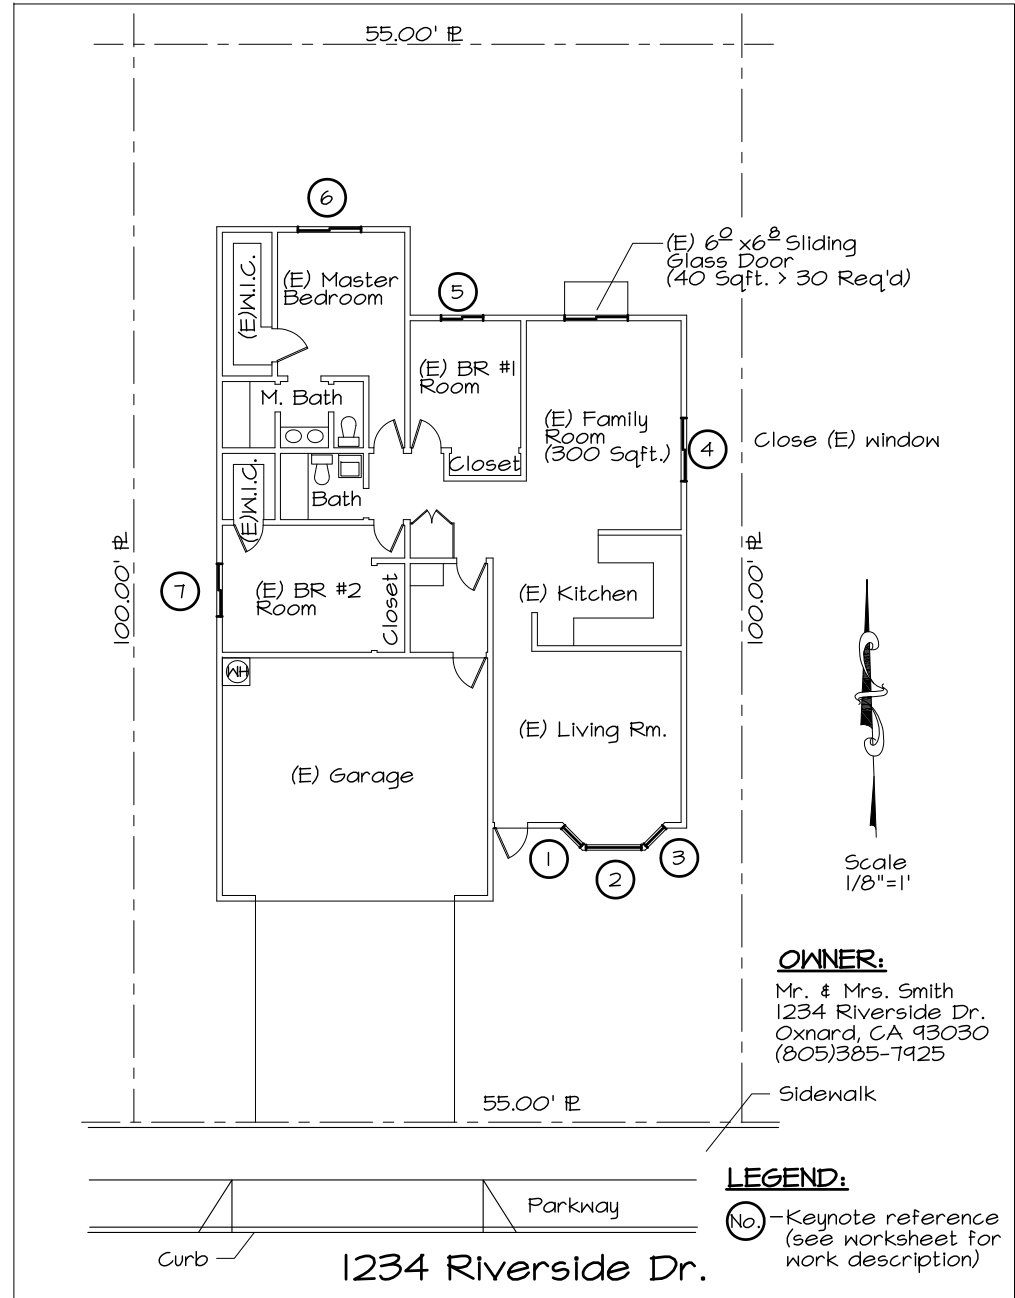 55.00' PL
6
(E) 6⁰ x6⁸ Sliding
Glass Door
(40 Sqft. > 30 Req'd)
(E)W.I.C.
(E) Master
Bedroom
5
(E) BR #1
Room
M. Bath
(E) Family
Room
(300 Sqft.)
4
Close (E) window
Closet
(E)W.I.C.
Bath
100.00' PL
7
(E) BR #2
Room
Closet
(E) Kitchen
100.00' PL
WH
(E) Living Rm.
(E) Garage
1
2
3
Scale
1/8"=1'
OWNER:
Mr. & Mrs. Smith
1234 Riverside Dr.
Oxnard, CA 93030
(805)385-7925
55.00' PL
Sidewalk
LEGEND:
No. - Keynote reference
(see worksheet for
work description)
Parkway
Curb
1234 Riverside Dr.